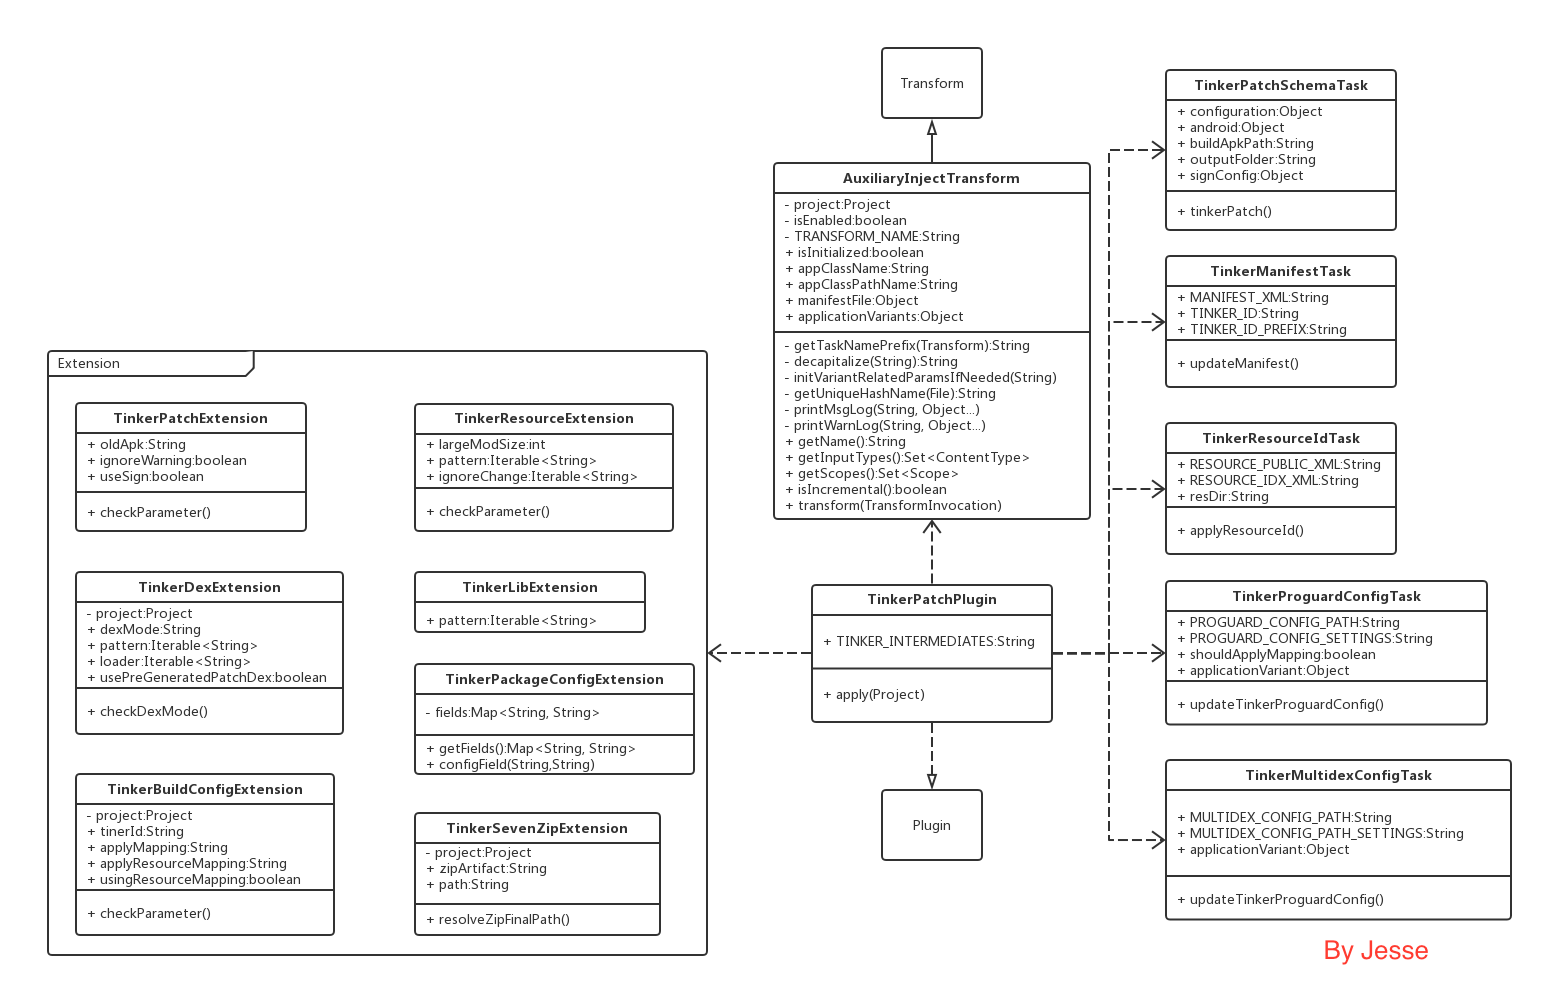 Transform
AuxiliaryInjectTransform
- project:Project
- isEnabled:boolean
- TRANSFORM_NAME:String
+ isInitialized:boolean
+ appClassName:String
+ appClassPathName:String
+ manifestFile:Object
+ applicationVariants:Object
- getTaskNamePrefix(Transform):String
- decapitalize(String):String
- initVariantRelatedParamsIfNeeded(String)
- getUniqueHashName(File):String
- printMsgLog(String, Object...)
- printWarnLog(String, Object...)
+ getName():String
+ getInputTypes():Set<ContentType>
+ getScopes():Set<Scope>
+ isIncremental():boolean
+ transform(TransformInvocation)
Extension
TinkerPatchExtension
+ oldApk:String
+ ignoreWarning:boolean
+ useSign:boolean
+ checkParameter()
TinkerResourceExtension
+ largeModSize:int
+ pattern:Iterable<String>
+ ignoreChange:Iterable<String>
+ checkParameter()
TinkerDexExtension
- project:Project
+ dexMode:String
+ pattern:Iterable<String>
+ loader:Iterable<String>
+ usePreGeneratedPatchDex:boolean
+ checkDexMode()
TinkerLibExtension
+ pattern:Iterable<String>
TinkerPackageConfigExtension
- fields:Map<String, String>
+ getFields():Map<String, String>
+ configField(String,String)
TinkerBuildConfigExtension
- project:Project
+ tinerId:String
+ applyMapping:String
+ applyResourceMapping:String
+ usingResourceMapping:boolean
+ checkParameter()
TinkerSevenZipExtension
- project:Project
+ zipArtifact:String
+ path:String
+ resolveZipFinalPath()
TinkerPatchPlugin
+ TINKER_INTERMEDIATES:String
+ apply(Project)
Plugin
TinkerPatchSchemaTask
+ configuration:Object
+ android:Object
+ buildApkPath:String
+ outputFolder:String
+ signConfig:Object
+ tinkerPatch()
TinkerManifestTask
+ MANIFEST_XML:String
+ TINKER_ID:String
+ TINKER_ID_PREFIX:String
+ updateManifest()
TinkerResourceIdTask
+ RESOURCE_PUBLIC_XML:String
+ RESOURCE_IDX_XML:String
+ resDir:String
+ applyResourceId()
TinkerProguardConfigTask
+ PROGUARD_CONFIG_PATH:String
+ PROGUARD_CONFIG_SETTINGS:String
+ shouldApplyMapping:boolean
+ applicationVariant:Object
+ updateTinkerProguardConfig()
TinkerMultidexConfigTask
+ MULTIDEX_CONFIG_PATH:String
+ MULTIDEX_CONFIG_PATH_SETTINGS:String
+ applicationVariant:Object
+ updateTinkerProguardConfig()
By Jesse